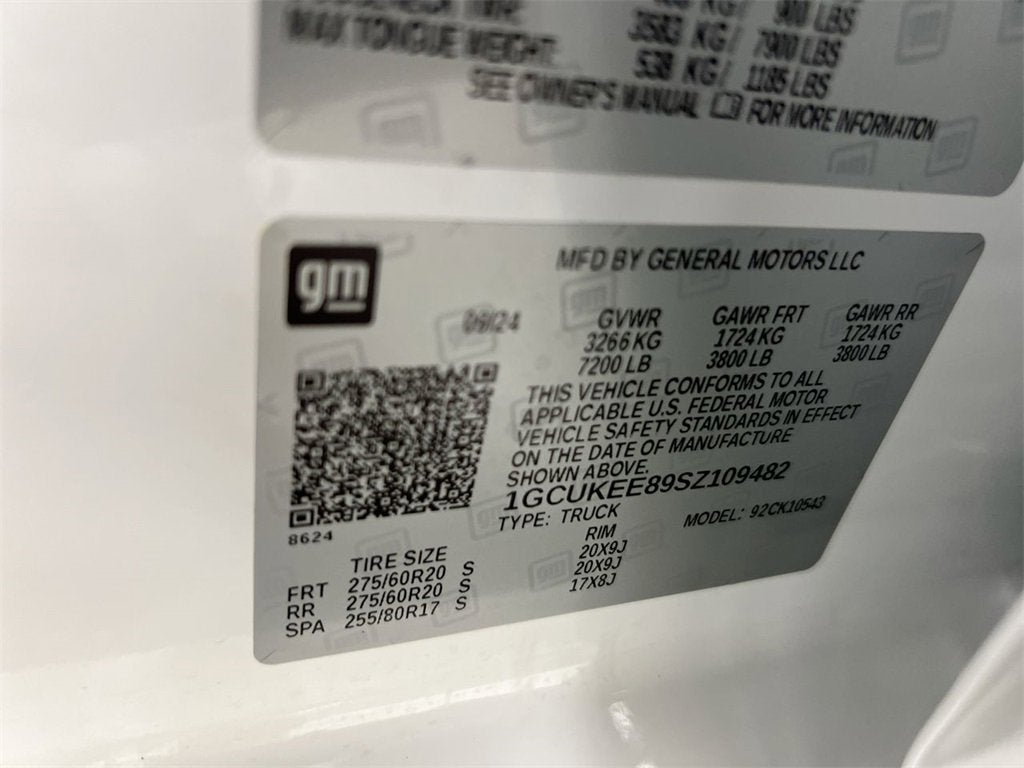 900 LBS
3583 KG/ 7900 LBS
MAX TONGUE WEIGHT: 538 KG/ 1185 LBS
SEE OWNER'S MANUAL FOR MORE INFORMATION
gm
MFD BY GENERAL MOTORS LLC
09/24 GVWR GAWR FRT GAWR RR
3266 KG 1724 KG 1724 KG
7200 LB 3800 LB 3800 LB
THIS VEHICLE CONFORMS TO ALL
APPLICABLE U.S. FEDERAL MOTOR
VEHICLE SAFETY STANDARDS IN EFFECT
ON THE DATE OF MANUFACTURE
SHOWN ABOVE.
1GCUKEE89SZ109482
TYPE: TRUCK MODEL: 92CK10543
8624
TIRE SIZE RIM
FRT 275/60R20 S 20X9J
RR 275/60R20 S 20X9J
SPA 255/80R17 S 17X8J